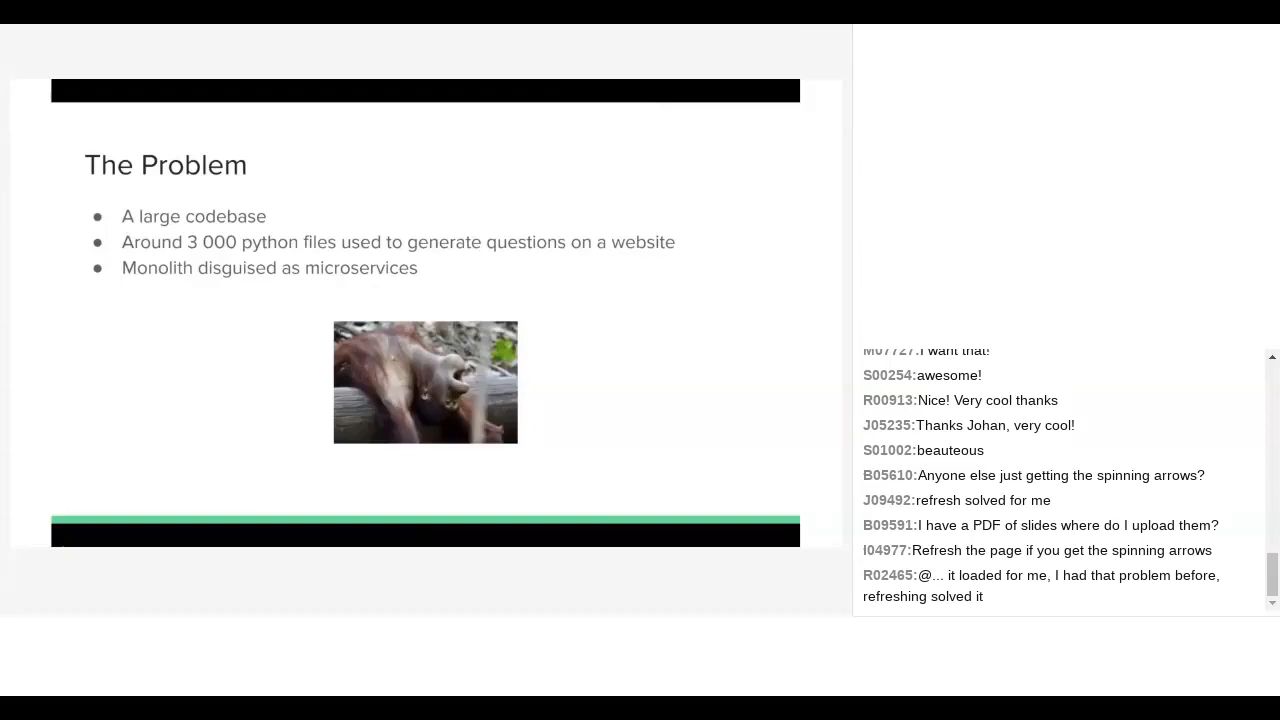 The Problem
● A large codebase
● Around 3 000 python files used to generate questions on a website
● Monolith disguised as microservices
M07727:I want that!
S00254:awesome!
R00913:Nice! Very cool thanks
J05235:Thanks Johan, very cool!
S01002:beauteous
B05610:Anyone else just getting the spinning arrows?
J09492:refresh solved for me
B09591:I have a PDF of slides where do I upload them?
I04977:Refresh the page if you get the spinning arrows
R02465:@... it loaded for me, I had that problem before,
refreshing solved it